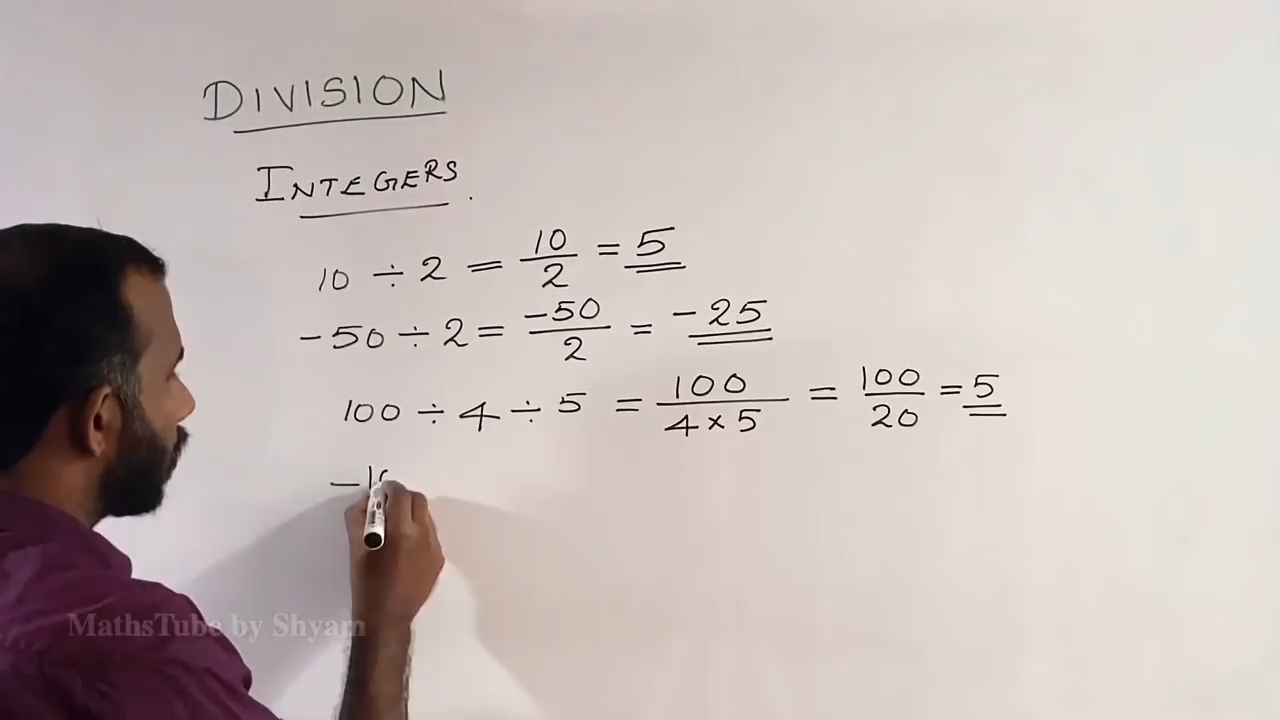 DIVISION
INTEGERS.
10 ÷ 2 = 10/2 = 5
-50 ÷ 2 = -50/2 = -25
100 ÷ 4 ÷ 5 = 100/4×5 = 100/20 = 5
-10
MathsTube by Shyam